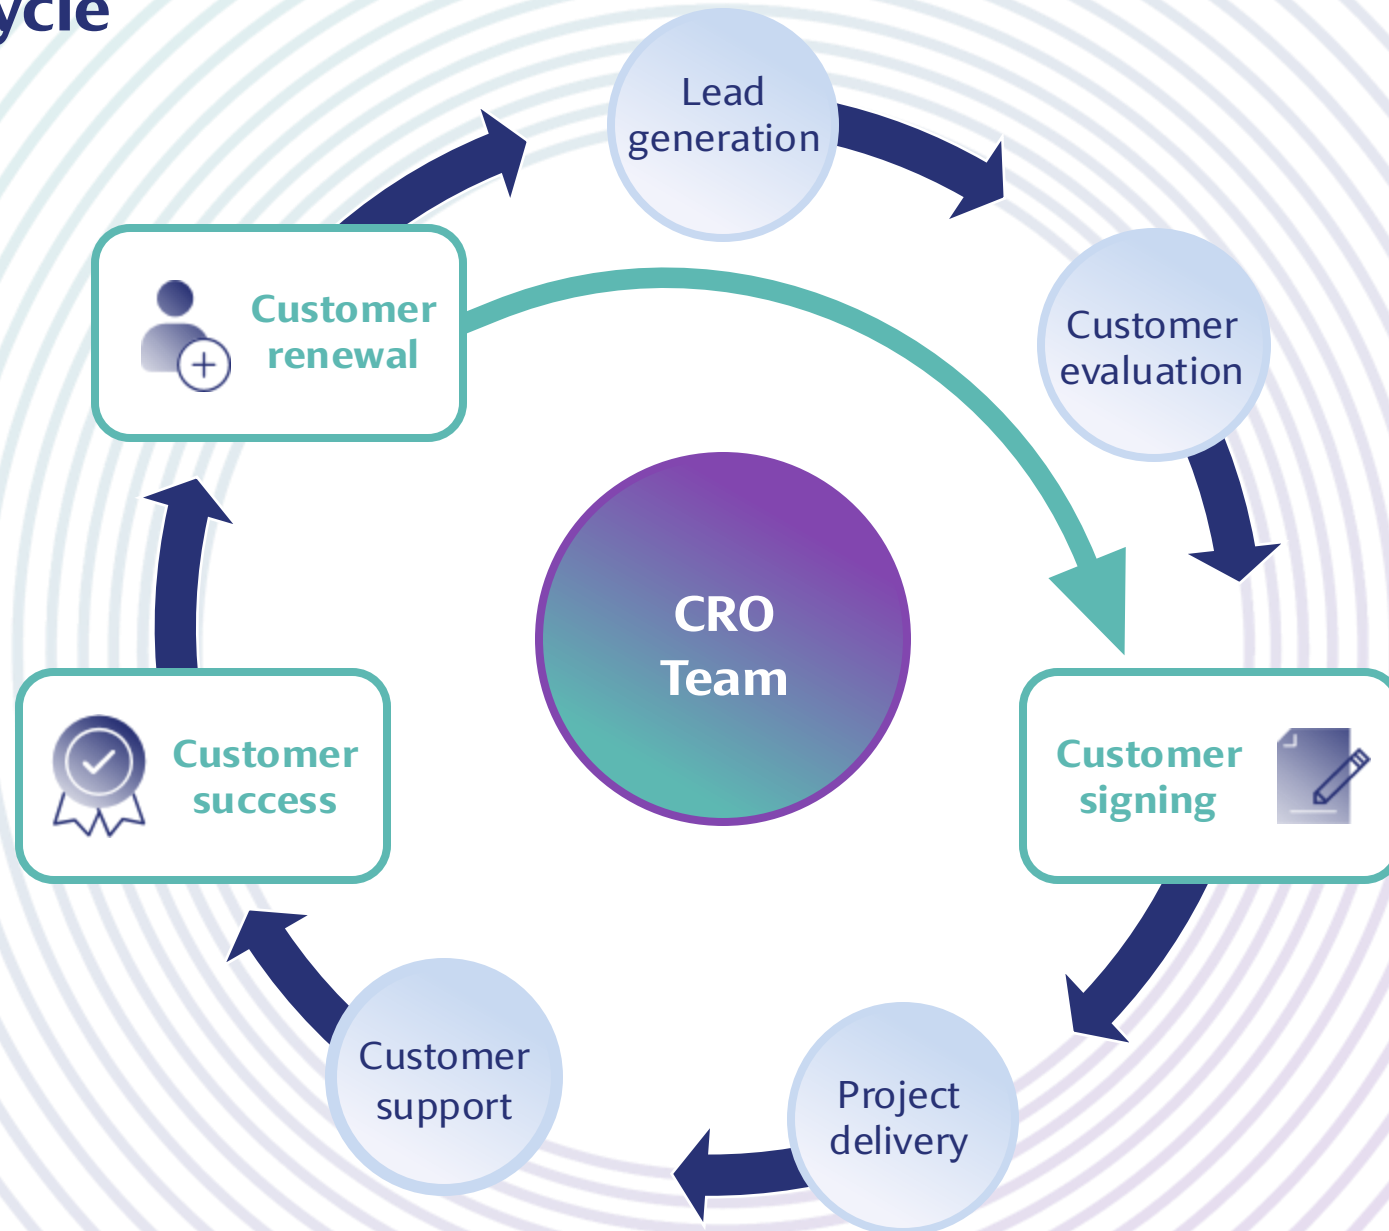 ycle
Lead
generation
Customer
evaluation
Customer
renewal
CRO
Team
Customer
signing
Customer
success
Customer
support
Project
delivery